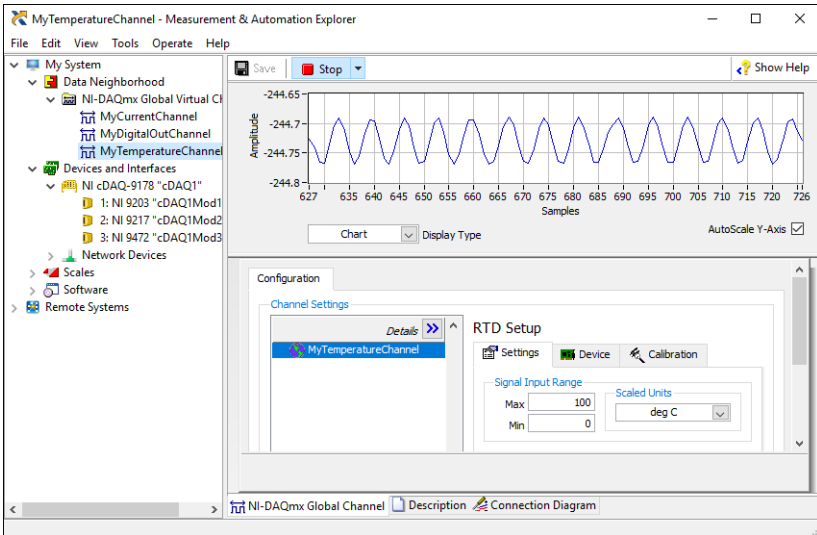 MyTemperatureChannel - Measurement & Automation Explorer
File Edit View Tools Operate Help
My System
Data Neighborhood
NI-DAQmx Global Virtual Cl
MyCurrentChannel
MyDigitalOutChannel
MyTemperatureChannel
Devices and Interfaces
NI cDAQ-9178 "cDAQ1"
1: NI 9203 "cDAQ1Mod1
2: NI 9217 "cDAQ1Mod2
3: NI 9472 "cDAQ1Mod3
Network Devices
Scales
Software
Remote Systems
Save Stop Show Help
-244.65
-244.7
-244.75
-244.8
Amplitude
627 635 640 645 650 655 660 665 670 675 680 685 690 695 700 705 710 715 720 726
Samples
Chart Display Type AutoScale Y-Axis
Configuration
Channel Settings
Details
MyTemperatureChannel
RTD Setup
Settings Device Calibration
Signal Input Range
Max 100
Min 0
Scaled Units
deg C
NI-DAQmx Global Channel Description Connection Diagram